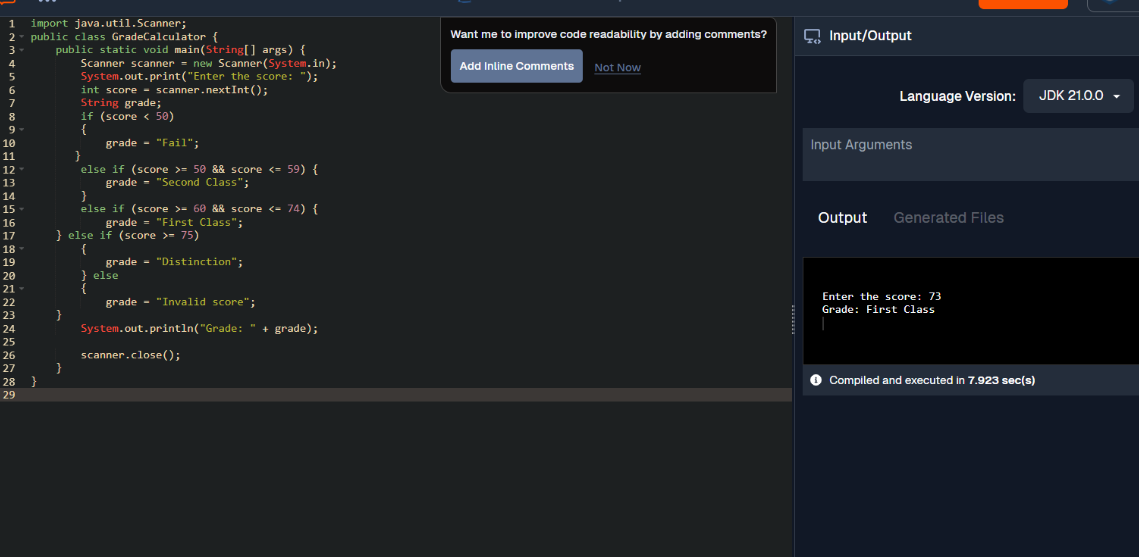 1 import java.util.Scanner;
2 public class GradeCalculator {
3 public static void main(String[] args) {
4 Scanner scanner = new Scanner(System.in);
5 System.out.print("Enter the score: ");
6 int score = scanner.nextInt();
7 String grade;
8 if (score < 50)
9 {
10 grade = "Fail";
11 }
12 else if (score >= 50 && score <= 59) {
13 grade = "Second Class";
14 }
15 else if (score >= 60 && score <= 74) {
16 grade = "First Class";
17 } else if (score >= 75)
18 {
19 grade = "Distinction";
20 } else
21 {
22 grade = "Invalid score";
23 }
24 System.out.println("Grade: " + grade);
25
26 scanner.close();
27 }
28 }
29
Want me to improve code readability by adding comments?
Add Inline Comments Not Now
Input/Output
Language Version: JDK 21.0.0
Input Arguments
Output Generated Files
Enter the score: 73
Grade: First Class
Compiled and executed in 7.923 sec(s)